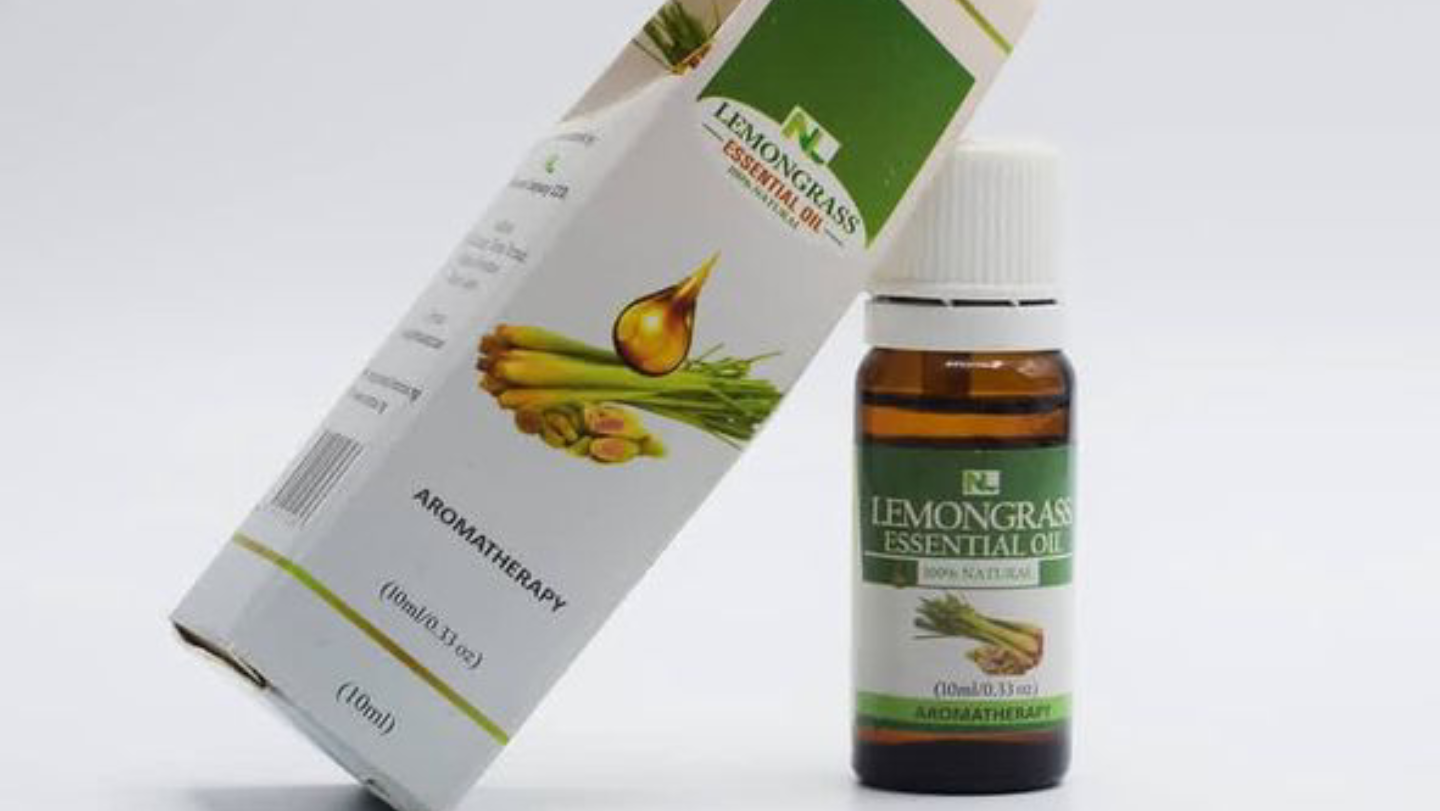 NL
LEMONGRASS
ESSENTIAL OIL
100% NATURAL
AROMATHERAPY
(10ml/0.33 oz)
(10ml)
NL
LEMONGRASS
ESSENTIAL OIL
100% NATURAL
(10ml/0.33 oz)
AROMATHERAPY